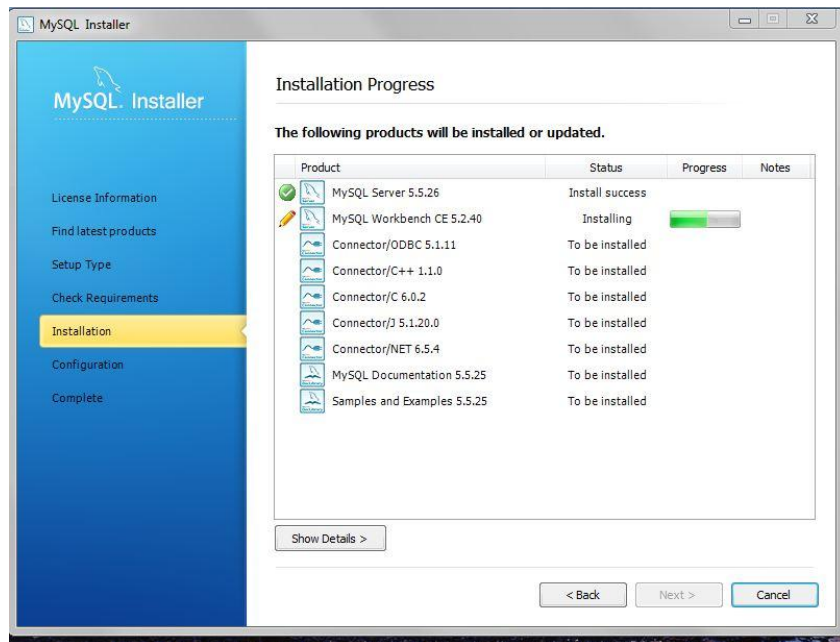 MySQL Installer
MySQL. Installer
License Information
Find latest products
Setup Type
Check Requirements
Installation
Configuration
Complete
Installation Progress
The following products will be installed or updated.
Product Status Progress Notes
MySQL Server 5.5.26 Install success
MySQL Workbench CE 5.2.40 Installing
Connector/ODBC 5.1.11 To be installed
Connector/C++ 1.1.0 To be installed
Connector/C 6.0.2 To be installed
Connector/J 5.1.20.0 To be installed
Connector/NET 6.5.4 To be installed
MySQL Documentation 5.5.25 To be installed
Samples and Examples 5.5.25 To be installed
Show Details >
< Back Next > Cancel